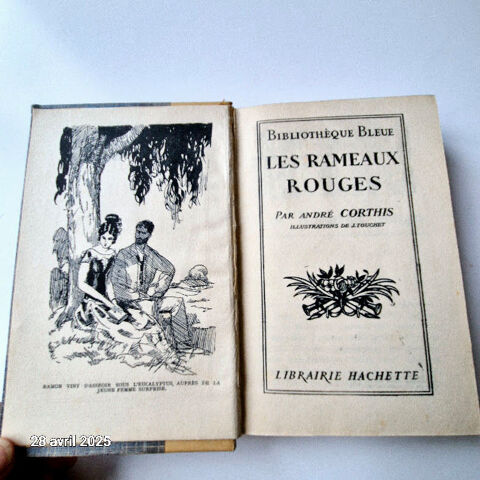 RAMON VINT S'ASSEOIR SOUS L'EUCALYPTUS, AUPRÈS DE LA
JEUNE FEMME SURPRISE.
28 avril 2025
BIBLIOTHÈQUE BLEUE
LES RAMEAUX
ROUGES
PAR ANDRÉ CORTHIS
ILLUSTRATIONS DE J. TOUCHET
LIBRAIRIE HACHETTE